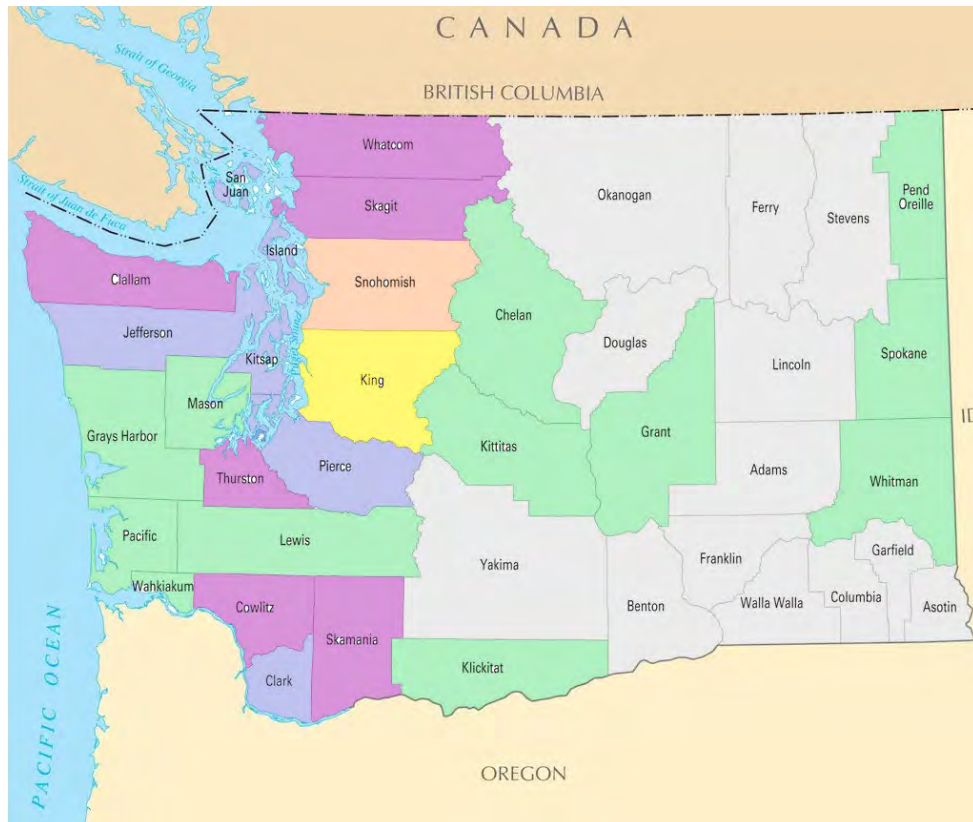 CANADA
Strait of Georgia
BRITISH COLUMBIA
Whatcom
San
Juan
Okanogan
Pend
Oreille
Strait of Juan de Fuca
Skagit
Ferry
Stevens
Island
Clallam
Snohomish
Chelan
Jefferson
Douglas
Kitsap
Lincoln
Spokane
King
Mason
Grays Harbor
Grant
ID
Kittitas
Pierce
Adams
Thurston
Whitman
Pacific
Lewis
Garfield
Yakima
Franklin
Wahkiakum
Columbia
Walla Walla
Benton
Asotin
Cowlitz
Skamania
Klickitat
Clark
PACIFIC OCEAN
OREGON